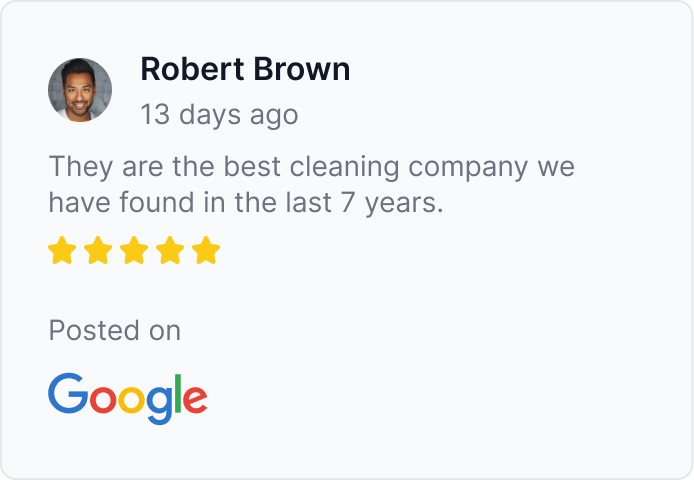 Robert Brown
13 days ago
They are the best cleaning company we
have found in the last 7 years.
Posted on
Google